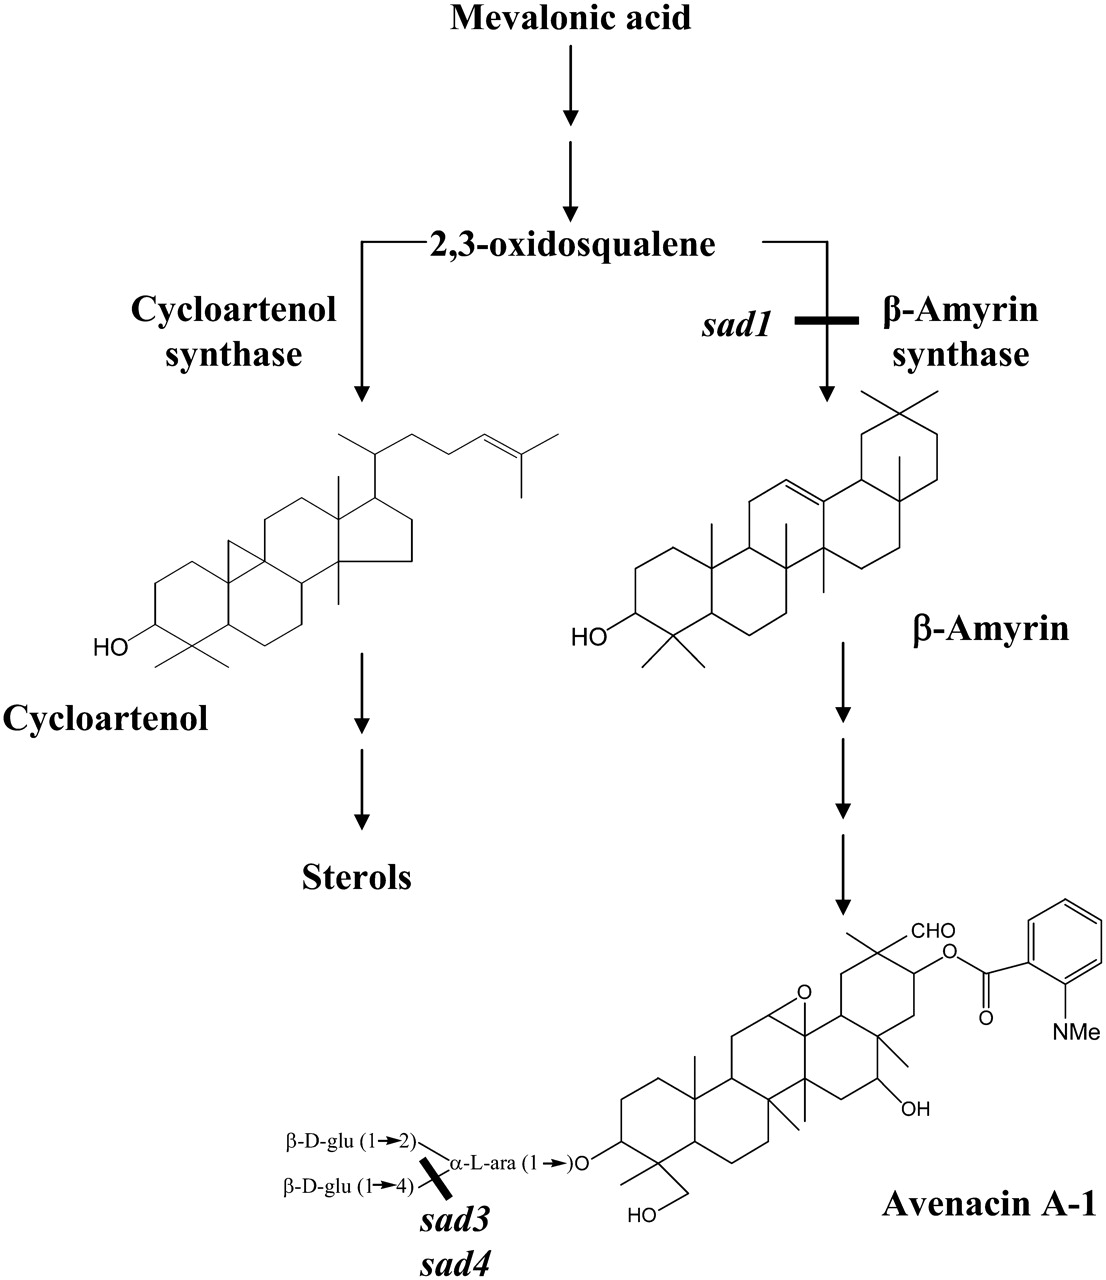 Mevalonic acid
2,3-oxidosqualene
Cycloartenol
synthase
sad1
β-Amyrin
synthase
HO
HO
β-Amyrin
Cycloartenol
Sterols
CHO
O
O
O
NMe
OH
β-D-glu (1→2)
α-L-ara (1→)O
β-D-glu (1→4)
HO
sad3
sad4
Avenacin A-1